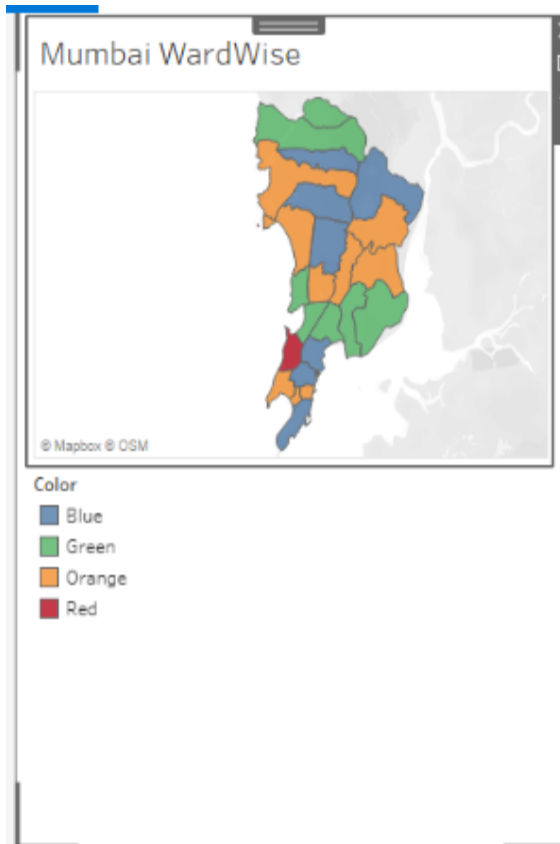 Mumbai WardWise
© Mapbox © OSM
Color
Blue
Green
Orange
Red